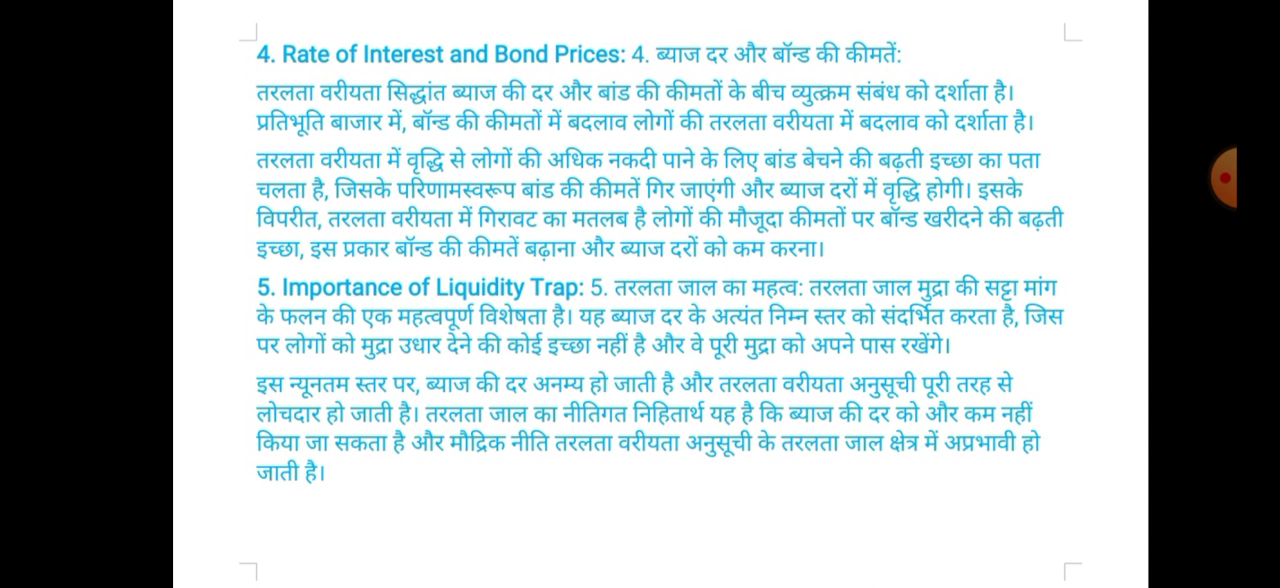 4. Rate of Interest and Bond Prices: 4. ब्याज दर और बॉन्ड की कीमतें:
तरलता वरीयता सिद्धांत ब्याज की दर और बांड की कीमतों के बीच व्युत्क्रम संबंध को दर्शाता है।
प्रतिभूति बाजार में, बॉन्ड की कीमतों में बदलाव लोगों की तरलता वरीयता में बदलाव को दर्शाता है।
तरलता वरीयता में वृद्धि से लोगों की अधिक नकदी पाने के लिए बांड बेचने की बढ़ती इच्छा का पता
चलता है, जिसके परिणामस्वरूप बांड की कीमतें गिर जाएंगी और ब्याज दरों में वृद्धि होगी। इसके
विपरीत, तरलता वरीयता में गिरावट का मतलब है लोगों की मौजूदा कीमतों पर बॉन्ड खरीदने की बढ़ती
इच्छा, इस प्रकार बॉन्ड की कीमतें बढ़ाना और ब्याज दरों को कम करना।
5. Importance of Liquidity Trap: 5. तरलता जाल का महत्व: तरलता जाल मुद्रा की सट्टा मांग
के फलन की एक महत्वपूर्ण विशेषता है। यह ब्याज दर के अत्यंत निम्न स्तर को संदर्भित करता है, जिस
पर लोगों को मुद्रा उधार देने की कोई इच्छा नहीं है और वे पूरी मुद्रा को अपने पास रखेंगे।
इस न्यूनतम स्तर पर, ब्याज की दर अनम्य हो जाती है और तरलता वरीयता अनुसूची पूरी तरह से
लोचदार हो जाती है। तरलता जाल का नीतिगत निहितार्थ यह है कि ब्याज की दर को और कम नहीं
किया जा सकता है और मौद्रिक नीति तरलता वरीयता अनुसूची के तरलता जाल क्षेत्र में अप्रभावी हो
जाती है।